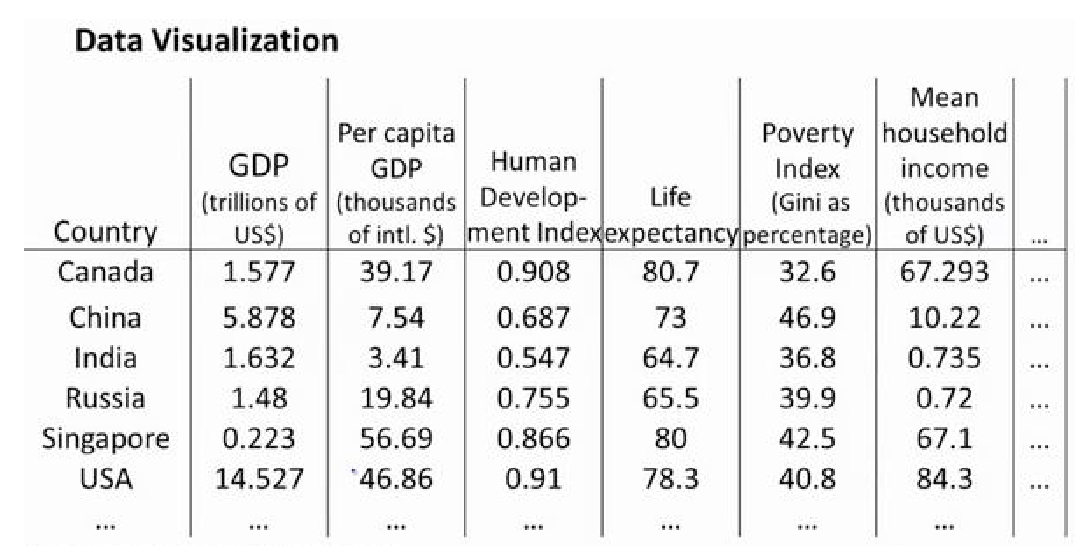 Data Visualization
Country | GDP (trillions of US$) | Per capita GDP (thousands of intl. $) | Human Develop-ment Index | Life expectancy | Poverty Index (Gini as percentage) | Mean household income (thousands of US$) | ...
Canada 1.577 39.17 0.908 80.7 32.6 67.293 ...
China 5.878 7.54 0.687 73 46.9 10.22 ...
India 1.632 3.41 0.547 64.7 36.8 0.735 ...
Russia 1.48 19.84 0.755 65.5 39.9 0.72 ...
Singapore 0.223 56.69 0.866 80 42.5 67.1 ...
USA 14.527 46.86 0.91 78.3 40.8 84.3 ...
... ... ... ... ... ... ...